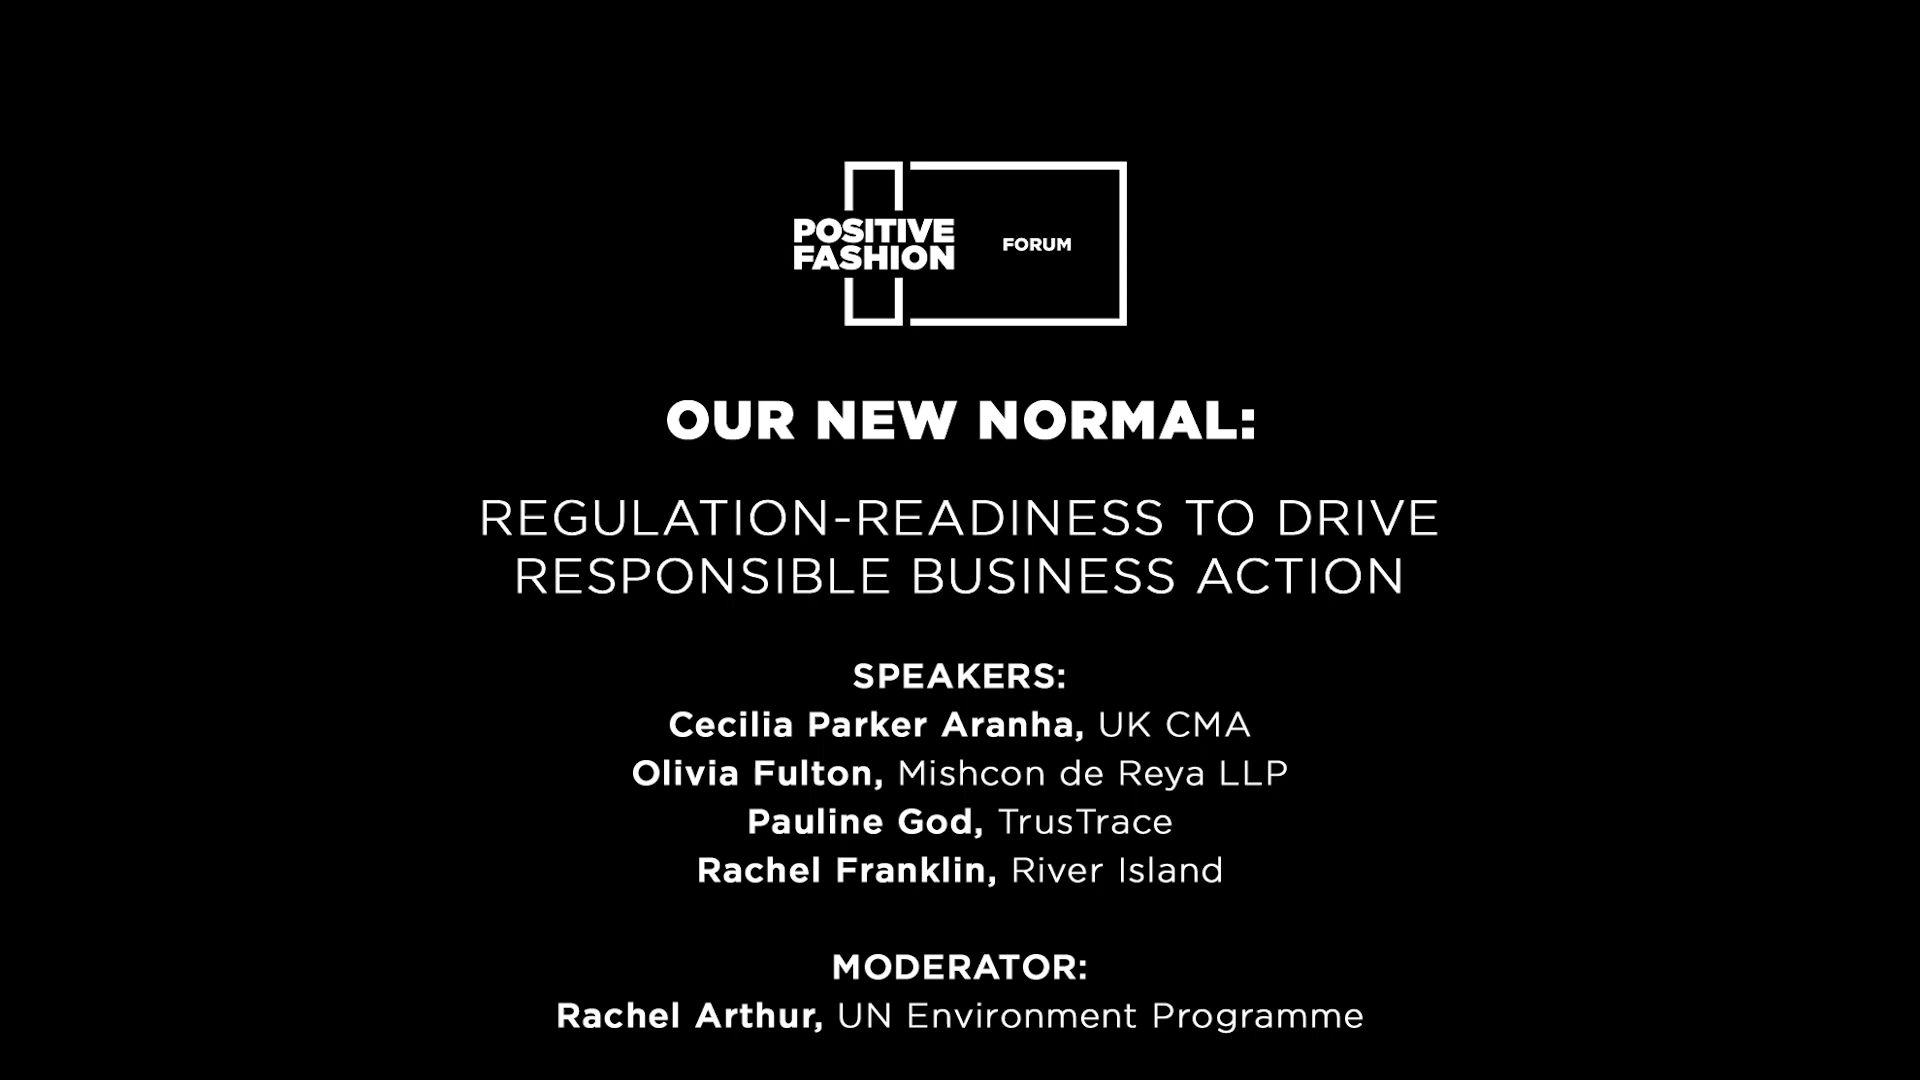 POSITIVE
FASHION
FORUM
OUR NEW NORMAL:
REGULATION-READINESS TO DRIVE
RESPONSIBLE BUSINESS ACTION
SPEAKERS:
Cecilia Parker Aranha, UK CMA
Olivia Fulton, Mishcon de Reya LLP
Pauline God, TrusTrace
Rachel Franklin, River Island
MODERATOR:
Rachel Arthur, UN Environment Programme